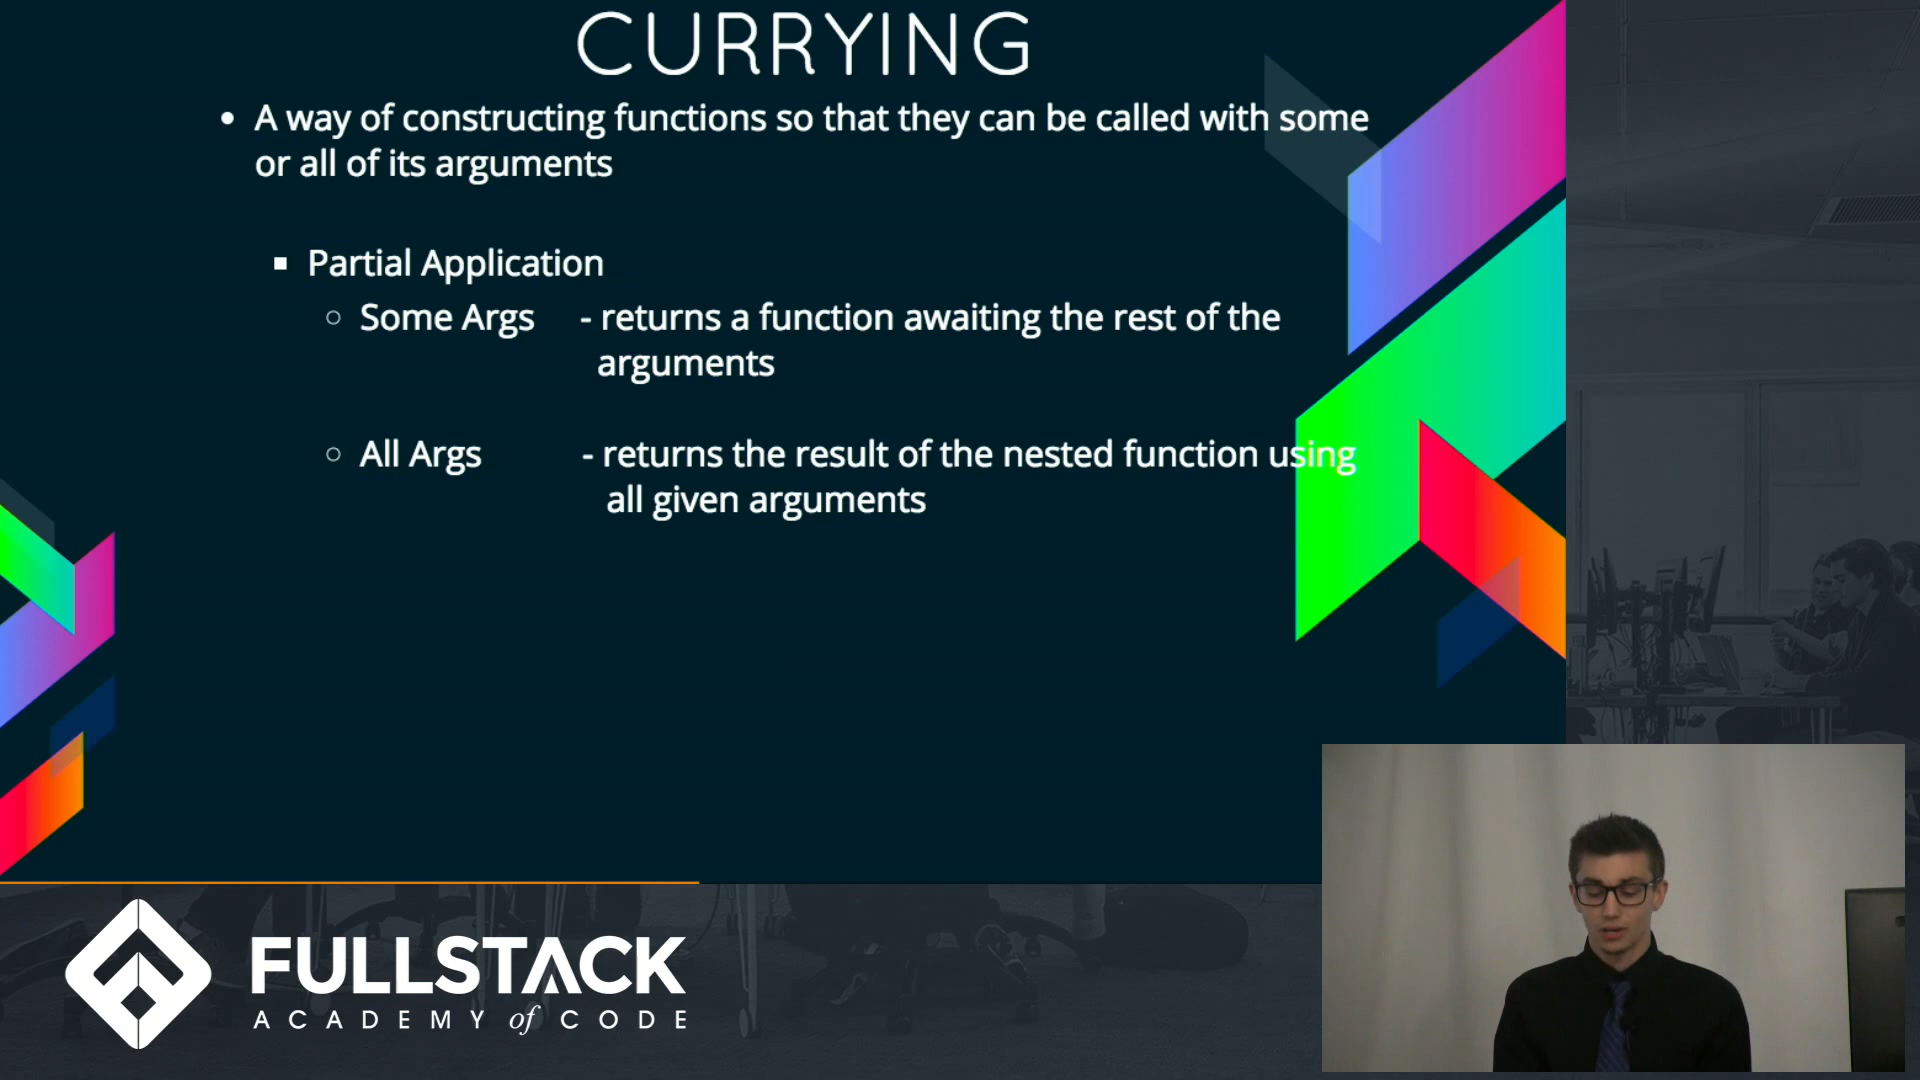 CURRYING
• A way of constructing functions so that they can be called with some
or all of its arguments
▪ Partial Application
○ Some Args - returns a function awaiting the rest of the
arguments
○ All Args - returns the result of the nested function using
all given arguments
FULLSTACK
ACADEMY of CODE